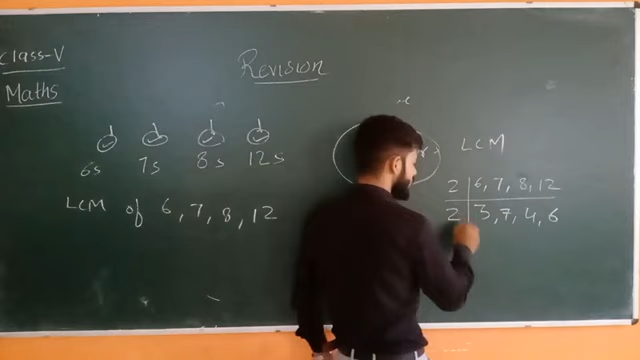 Class-V
Maths
Revision
6s 7s 8s 12s
LCM of 6, 7, 8, 12
LCM
2 6, 7, 8, 12
2 3, 7, 4, 6